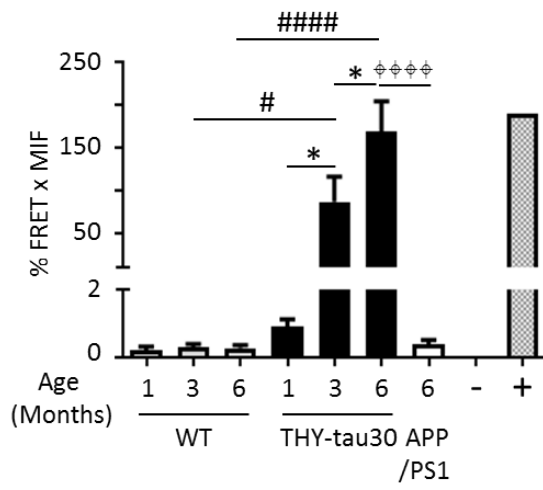 ####
250
*
⌽⌽⌽⌽
#
150
*
% FRET x MIF
50
2
0
Age 1 3 6 1 3 6 6 - +
(Months)
WT THY-tau30 APP
/PS1